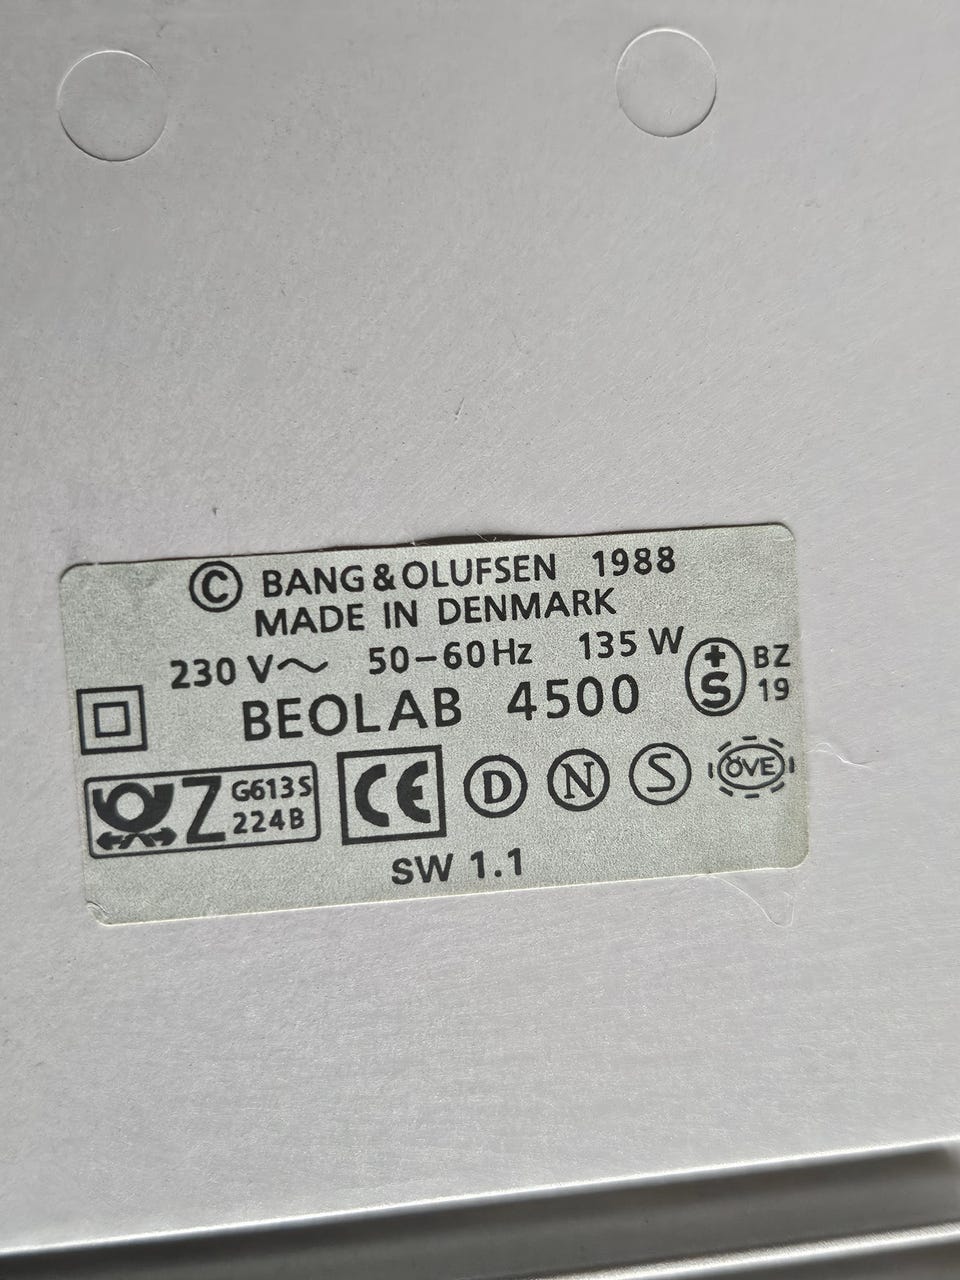 © BANG & OLUFSEN 1988
MADE IN DENMARK
230 V~ 50-60Hz 135 W
+S BZ 19
BEOLAB 4500
Z G613S 224B CE D N S ÖVE
SW 1.1